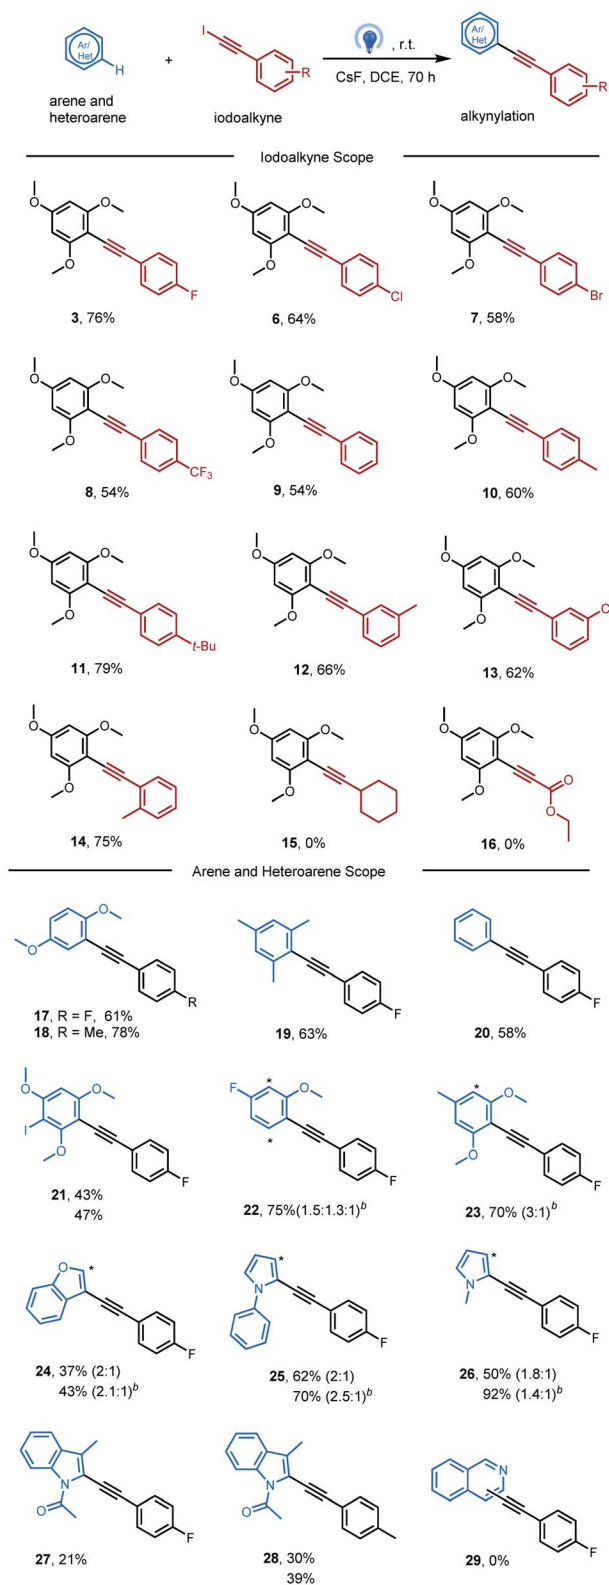 Ar/
Het
H
+
I
R
, r.t.
CsF, DCE, 70 h
Ar/
Het
R
arene and
heteroarene
iodoalkyne
alkynylation
Iodoalkyne Scope
O O O F
3, 76%
O O O Cl
6, 64%
O O O Br
7, 58%
O O O CF3
8, 54%
O O O
9, 54%
O O O
10, 60%
O O O t-Bu
11, 79%
O O O
12, 66%
O O O
13, 62%
O O O
14, 75%
O O O
15, 0%
O O O O O
16, 0%
Arene and Heteroarene Scope
O O R
17, R = F, 61%
18, R = Me, 78%
F
19, 63%
F
20, 58%
O O I O F
21, 43%
47%
F * O * F
22, 75%(1.5:1.3:1)b
* O O F
23, 70% (3:1)b
O * F
24, 37% (2:1)
43% (2.1:1)b
* N F
25, 62% (2:1)
70% (2.5:1)b
* N F
26, 50% (1.8:1)
92% (1.4:1)b
N O F
27, 21%
N O
28, 30%
39%
N F
29, 0%